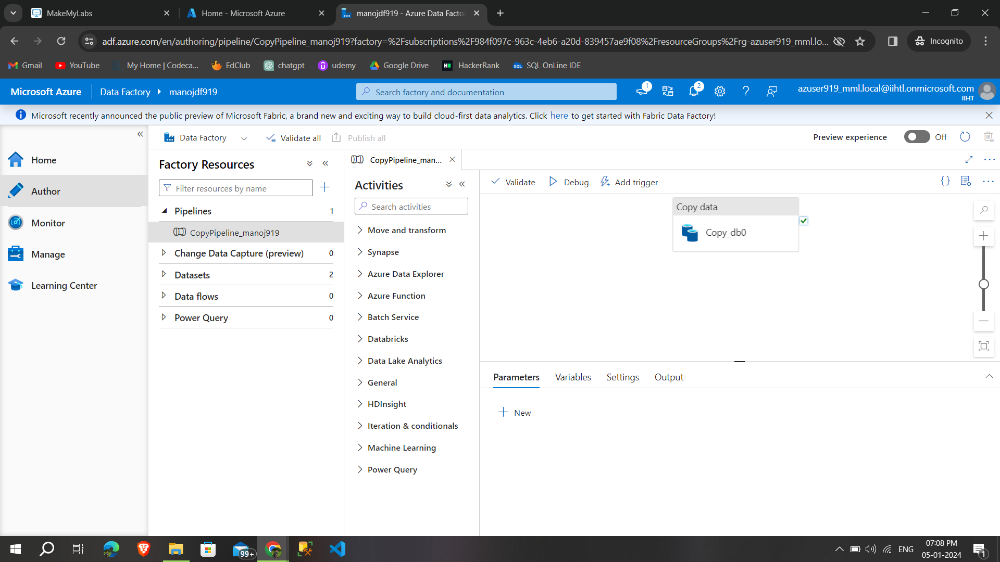 MakeMyLabs
Home - Microsoft Azure
manojdf919 - Azure Data Facto
adf.azure.com/en/authoring/pipeline/CopyPipeline_manoj919?factory=%2Fsubscriptions%2F984f097c-963c-4eb6-a20d-839457ae9f08%2FresourceGroups%2Frg-azuser919_mml.lo...
Incognito
Gmail
YouTube
My Home | Codeca...
EdClub
chatgpt
udemy
Google Drive
HackerRank
SQL OnLine IDE
Microsoft Azure
Data Factory
manojdf919
Search factory and documentation
1
2
azuser919_mml.local@iihtl.onmicrosoft.com
IIHT
Microsoft recently announced the public preview of Microsoft Fabric, a brand new and exciting way to build cloud-first data analytics. Click here to get started with Fabric Data Factory!
Home
Author
Monitor
Manage
Learning Center
Data Factory
Validate all
Publish all
Preview experience
Off
Factory Resources
Filter resources by name
Pipelines 1
CopyPipeline_manoj919
Change Data Capture (preview) 0
Datasets 2
Data flows 0
Power Query 0
CopyPipeline_man...
Activities
Search activities
Move and transform
Synapse
Azure Data Explorer
Azure Function
Batch Service
Databricks
Data Lake Analytics
General
HDInsight
Iteration & conditionals
Machine Learning
Power Query
Validate
Debug
Add trigger
Copy data
Copy_db0
Parameters
Variables
Settings
Output
New
99+
ENG
07:08 PM
05-01-2024
1